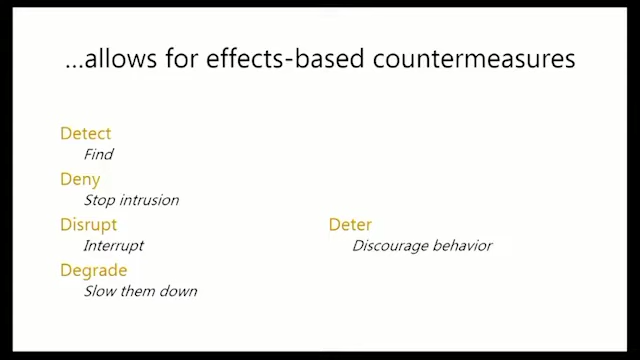 ...allows for effects-based countermeasures
Detect
Find
Deny
Stop intrusion
Disrupt
Interrupt
Degrade
Slow them down
Deter
Discourage behavior